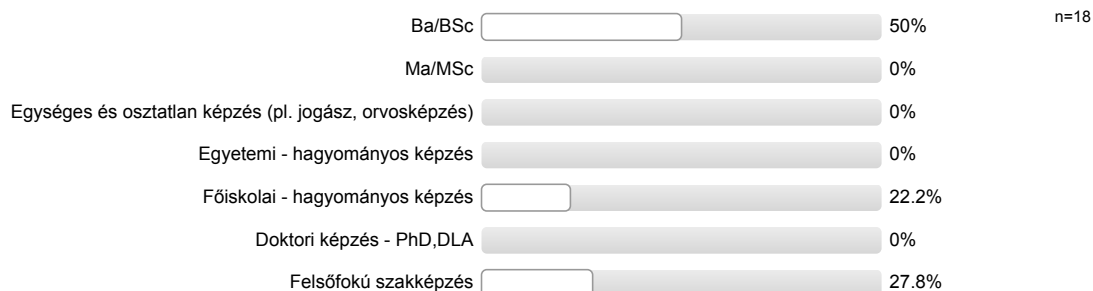 Ba/BSc 50% n=18
Ma/MSc 0%
Egységes és osztatlan képzés (pl. jogász, orvosképzés) 0%
Egyetemi - hagyományos képzés 0%
Főiskolai - hagyományos képzés 22.2%
Doktori képzés - PhD,DLA 0%
Felsőfokú szakképzés 27.8%